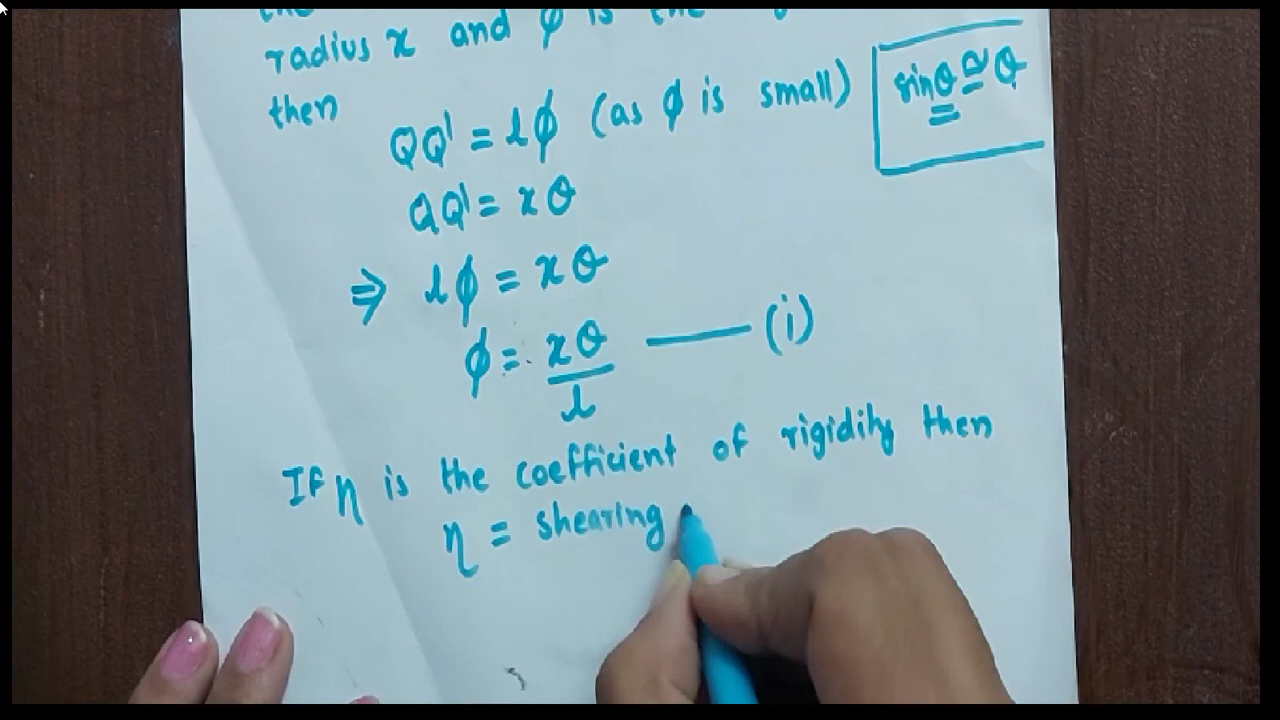 radius x and φ is the
then
QQ' = lφ (as φ is small)
sinθ ≅ θ
QQ' = xθ
⇒ lφ = xθ
φ = xθ/l —— (i)
If η is the coefficient of rigidity then
η = shearing